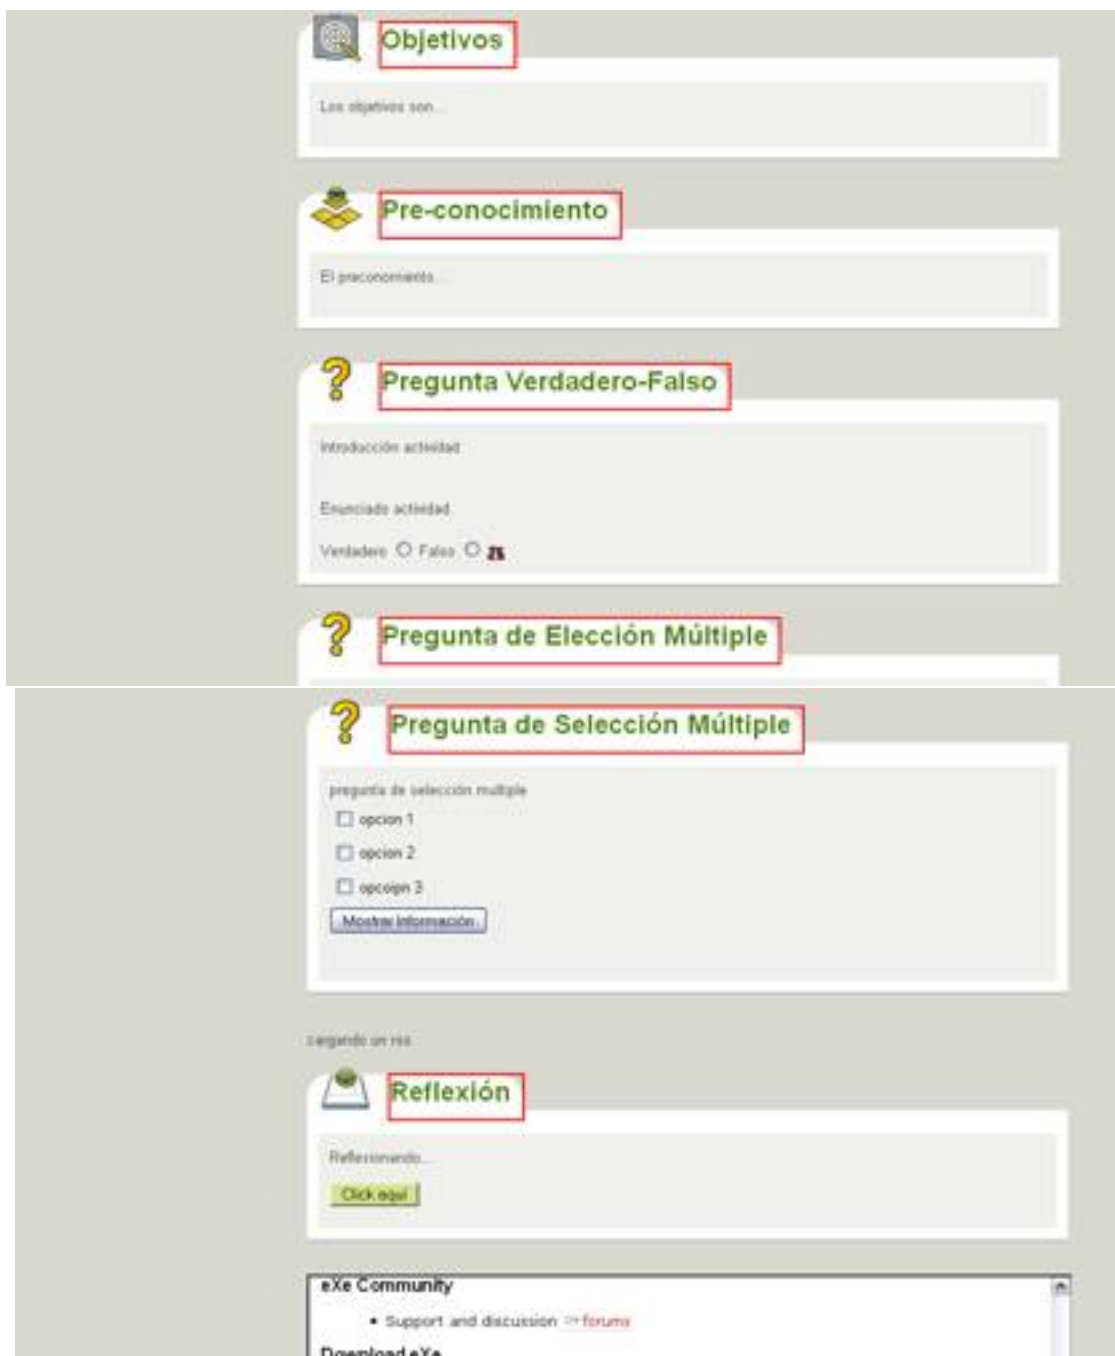 Objetivos
Los objetivos son...
Pre-conocimiento
El preconomiento...
Pregunta Verdadero-Falso
Introducción actividad
Enunciado actividad
Verdadero Falso
Pregunta de Elección Múltiple
Pregunta de Selección Múltiple
pregunta de selección multiple
opcion 1
opcion 2
opcoipn 3
Mostrar Información
cargando un rss
Reflexión
Reflexionando...
Click aquí
eXe Community
Support and discussion forums
Download eXe